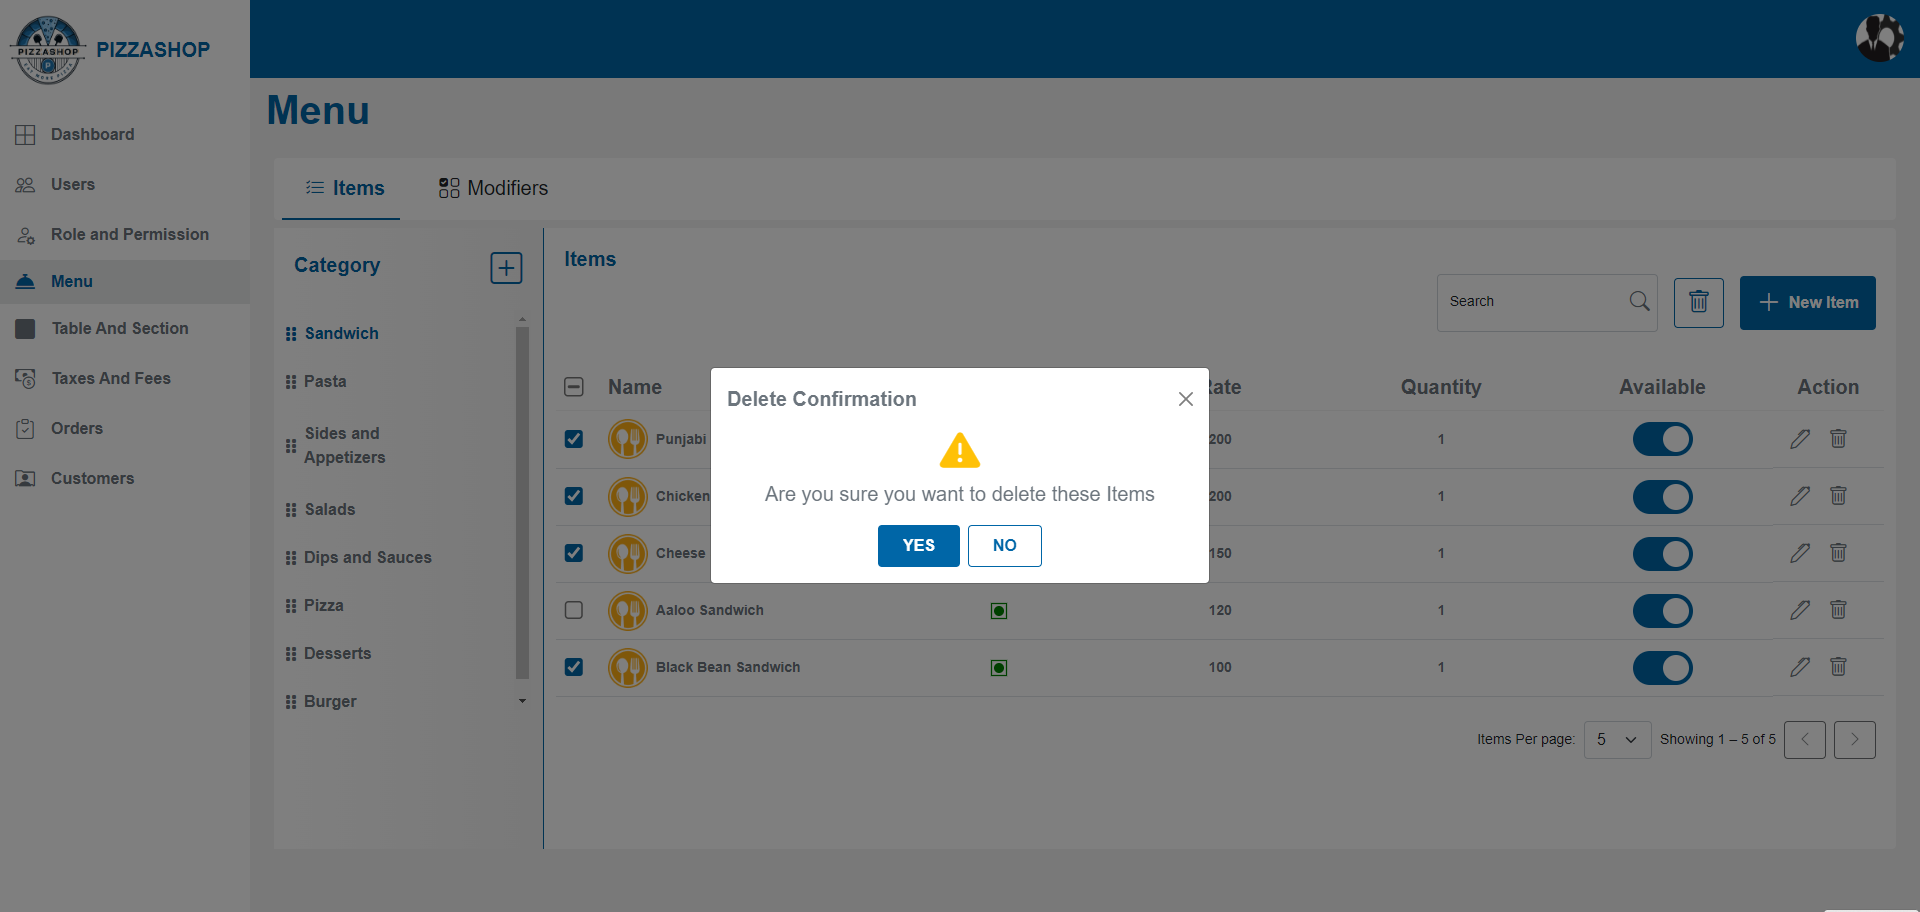 PIZZASHOP
PIZZASHOP
Menu
Dashboard
Users
Role and Permission
Menu
Table And Section
Taxes And Fees
Orders
Customers
Items
Modifiers
Category
Sandwich
Pasta
Sides and
Appetizers
Salads
Dips and Sauces
Pizza
Desserts
Burger
Items
Search
New Item
Name
Quantity
Available
Action
Punjabi
200
1
Chicken
200
1
Cheese
150
1
Aaloo Sandwich
120
1
Black Bean Sandwich
100
1
Items Per page:
5
Showing 1 – 5 of 5
Delete Confirmation
Are you sure you want to delete these Items
YES
NO